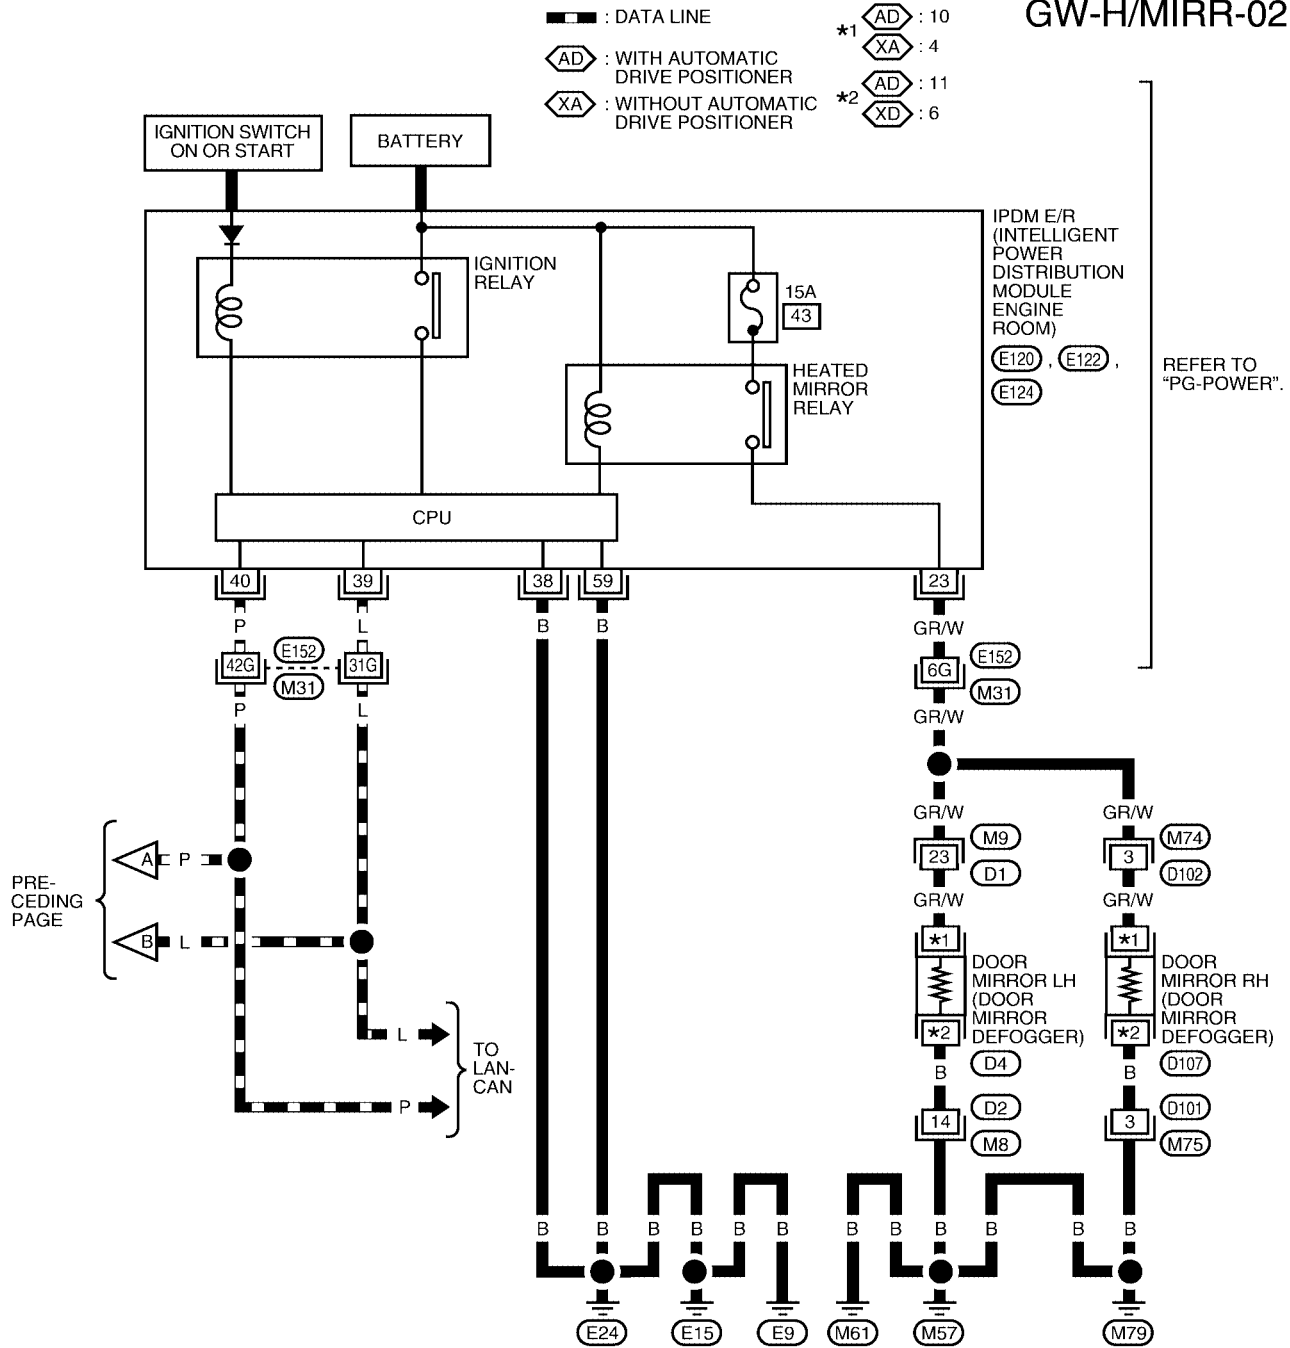 GW-H/MIRR-02
: DATA LINE
AD : WITH AUTOMATIC
DRIVE POSITIONER
XA : WITHOUT AUTOMATIC
DRIVE POSITIONER
*1
AD : 10
XA : 4
*2
AD : 11
XD : 6
IGNITION SWITCH
ON OR START
BATTERY
IPDM E/R
(INTELLIGENT
POWER
DISTRIBUTION
MODULE
ENGINE
ROOM)
E120 , E122 ,
E124
REFER TO
“PG-POWER”.
IGNITION
RELAY
15A
43
HEATED
MIRROR
RELAY
CPU
40 39 38 59 23
P L B B GR/W
42G E152 31G 6G E152
M31 M31
P L GR/W
GR/W GR/W
23 M9 3 M74
D1 D102
GR/W GR/W
PRE-
CEDING
PAGE
A P
B L
*1 *1
DOOR
MIRROR LH
(DOOR
MIRROR
DEFOGGER)
DOOR
MIRROR RH
(DOOR
MIRROR
DEFOGGER)
*2 *2
L
P
TO
LAN-
CAN
B D4 B D107
14 D2 3 D101
M8 M75
B B B B B B B B B B B B
E24 E15 E9 M61 M57 M79